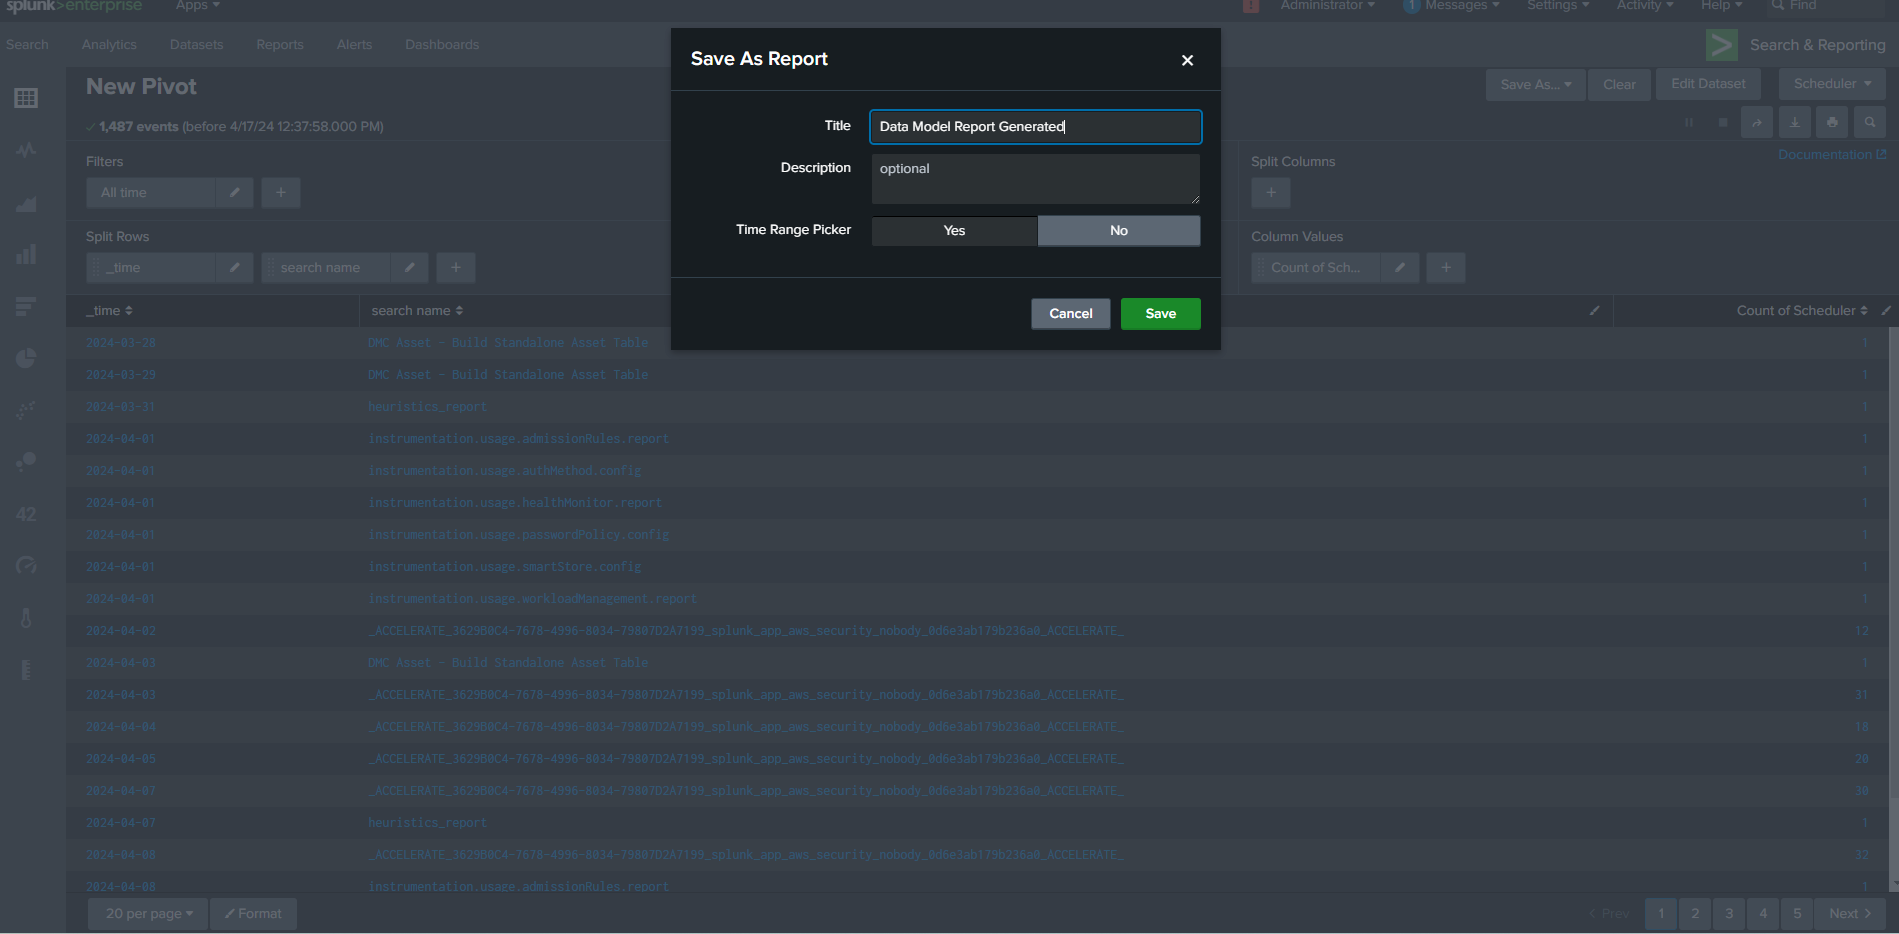 splunk>enterprise Apps Administrator 1 Messages Settings Activity Help Find
Search Analytics Datasets Reports Alerts Dashboards Search & Reporting
Save As Report
New Pivot
Save As... Clear Edit Dataset Scheduler
✓ 1,487 events (before 4/17/24 12:37:58.000 PM)
Title Data Model Report Generated
Documentation
Filters
Description optional
Split Columns
All time +
+
Time Range Picker Yes No
Split Rows
Column Values
_time search name +
Count of Sch... +
Cancel Save
_time search name Count of Scheduler
2024-03-28 DMC Asset - Build Standalone Asset Table 1
2024-03-29 DMC Asset - Build Standalone Asset Table 1
2024-03-31 heuristics_report 1
2024-04-01 instrumentation.usage.admissionRules.report 1
2024-04-01 instrumentation.usage.authMethod.config 1
2024-04-01 instrumentation.usage.healthMonitor.report 1
42
2024-04-01 instrumentation.usage.passwordPolicy.config 1
2024-04-01 instrumentation.usage.smartStore.config 1
2024-04-01 instrumentation.usage.workloadManagement.report 1
2024-04-02 _ACCELERATE_3629B0C4-7678-4996-8034-79807D2A7199_splunk_app_aws_security_nobody_0d6e3ab179b236a0_ACCELERATE_ 12
2024-04-03 DMC Asset - Build Standalone Asset Table 1
2024-04-03 _ACCELERATE_3629B0C4-7678-4996-8034-79807D2A7199_splunk_app_aws_security_nobody_0d6e3ab179b236a0_ACCELERATE_ 31
2024-04-04 _ACCELERATE_3629B0C4-7678-4996-8034-79807D2A7199_splunk_app_aws_security_nobody_0d6e3ab179b236a0_ACCELERATE_ 18
2024-04-05 _ACCELERATE_3629B0C4-7678-4996-8034-79807D2A7199_splunk_app_aws_security_nobody_0d6e3ab179b236a0_ACCELERATE_ 20
2024-04-07 _ACCELERATE_3629B0C4-7678-4996-8034-79807D2A7199_splunk_app_aws_security_nobody_0d6e3ab179b236a0_ACCELERATE_ 30
2024-04-07 heuristics_report 1
2024-04-08 _ACCELERATE_3629B0C4-7678-4996-8034-79807D2A7199_splunk_app_aws_security_nobody_0d6e3ab179b236a0_ACCELERATE_ 32
2024-04-08 instrumentation.usage.admissionRules.report 1
20 per page Format < Prev 1 2 3 4 5 Next >